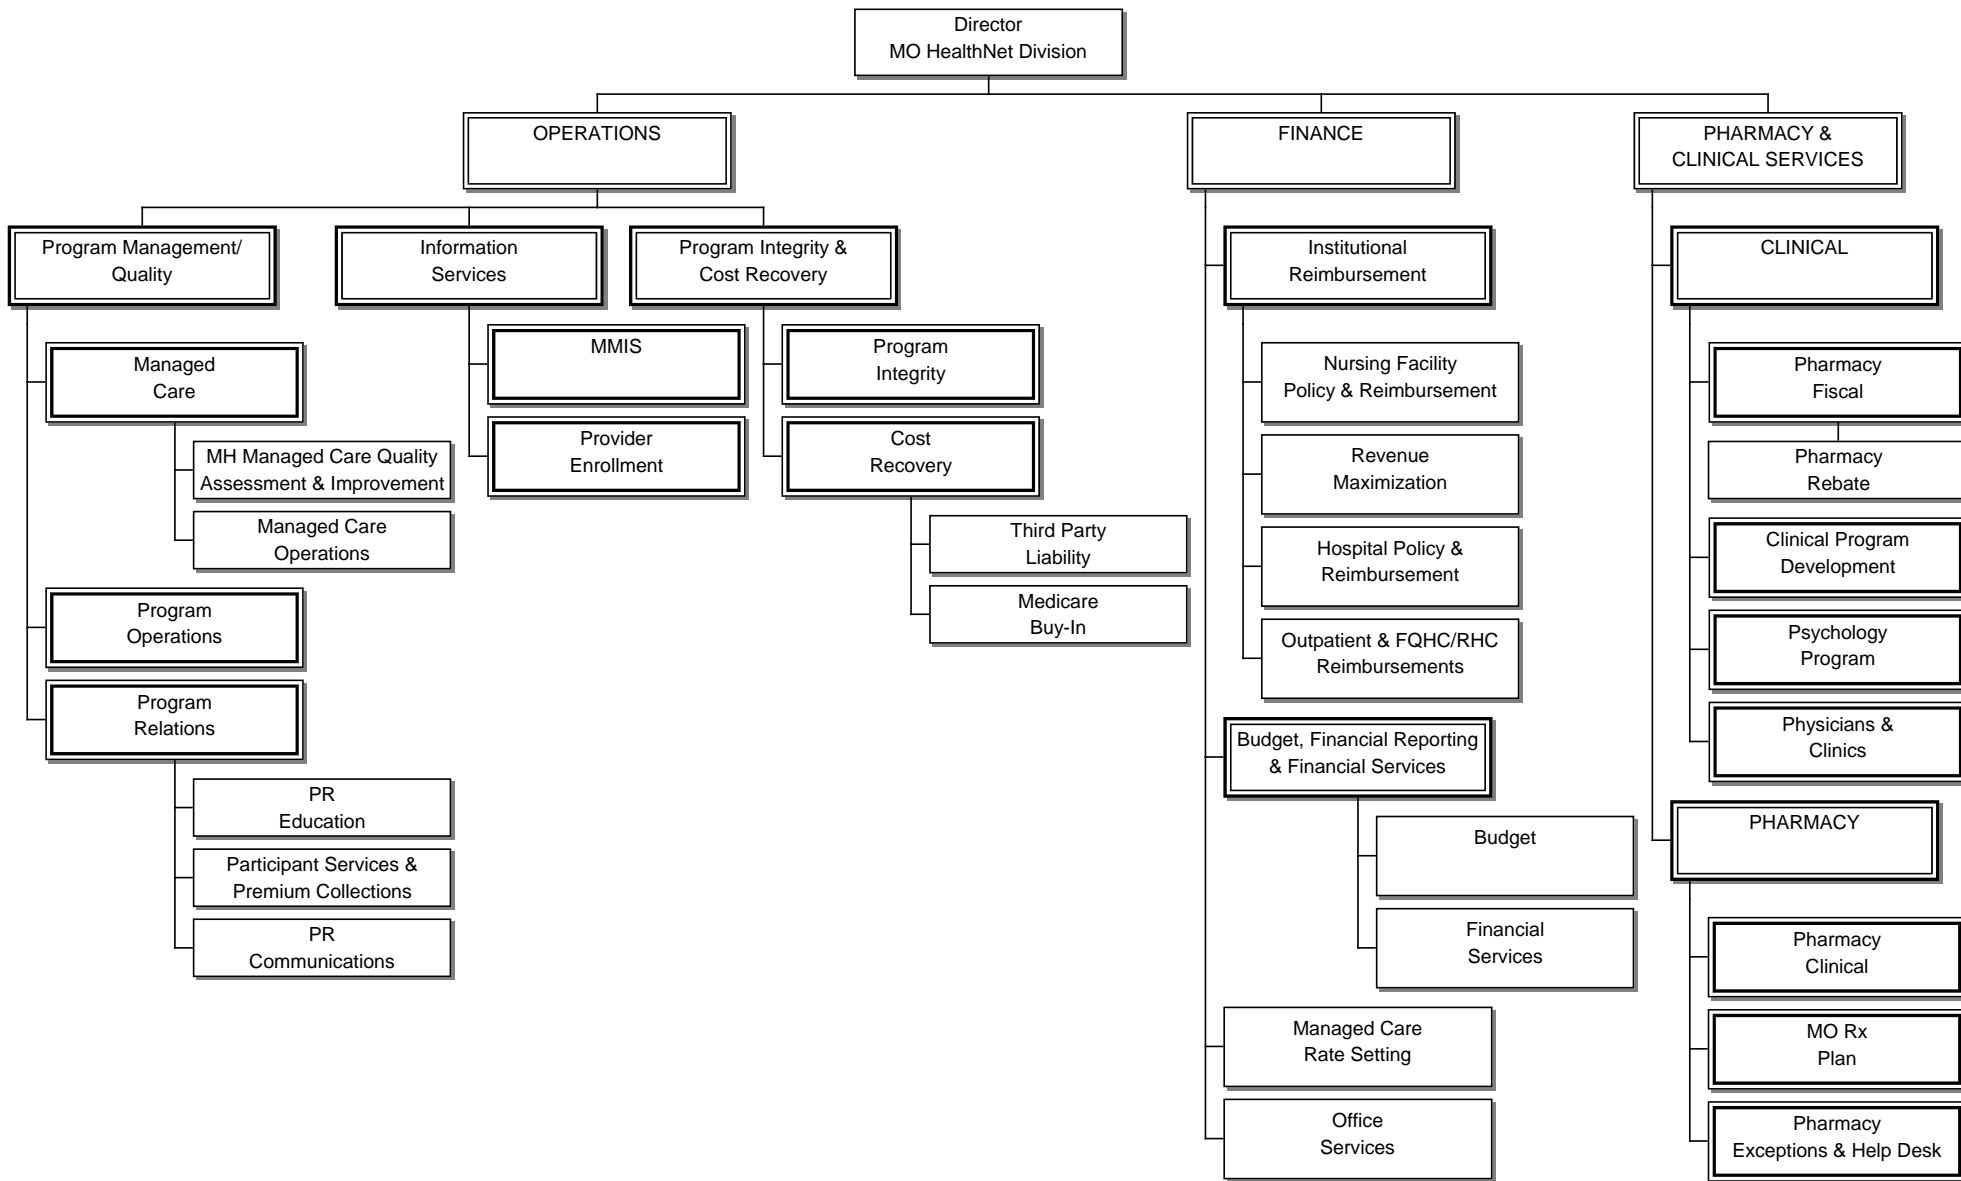 Director
MO HealthNet Division
OPERATIONS
FINANCE
PHARMACY &
CLINICAL SERVICES
Program Management/
Quality
Information
Services
Program Integrity &
Cost Recovery
Institutional
Reimbursement
CLINICAL
Managed
Care
MMIS
Program
Integrity
Nursing Facility
Policy & Reimbursement
Pharmacy
Fiscal
MH Managed Care Quality
Assessment & Improvement
Provider
Enrollment
Cost
Recovery
Revenue
Maximization
Pharmacy
Rebate
Managed Care
Operations
Third Party
Liability
Hospital Policy &
Reimbursement
Clinical Program
Development
Program
Operations
Medicare
Buy-In
Outpatient & FQHC/RHC
Reimbursements
Psychology
Program
Program
Relations
Budget, Financial Reporting
& Financial Services
Physicians &
Clinics
PR
Education
Budget
PHARMACY
Participant Services &
Premium Collections
Financial
Services
Pharmacy
Clinical
PR
Communications
Managed Care
Rate Setting
MO Rx
Plan
Office
Services
Pharmacy
Exceptions & Help Desk